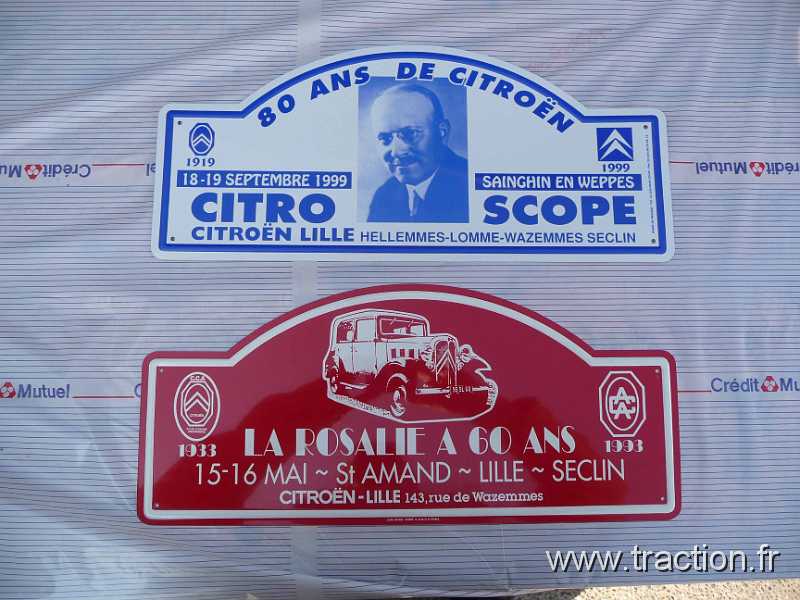 80 ANS DE CITROËN
1919
1999
18-19 SEPTEMBRE 1999
SAINGHIN EN WEPPES
CITRO SCOPE
CITROËN LILLE HELLEMMES-LOMME-WAZEMMES SECLIN
Crédit Mutuel
Mutuel
Mutuel
Crédit Mutuel
1933
1993
LA ROSALIE A 60 ANS
15-16 MAI ~ St AMAND ~ LILLE ~ SECLIN
CITROËN-LILLE 143, rue de Wazemmes
www.traction.fr